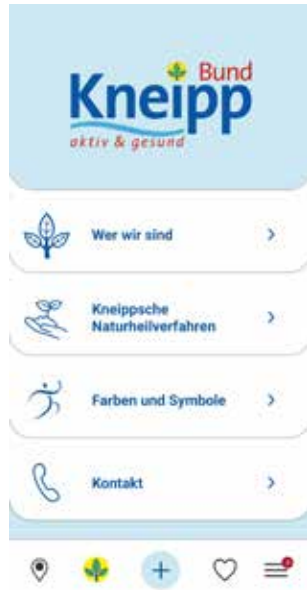 Bund
Kneipp
aktiv & gesund
Wer wir sind
Kneippsche
Naturheilverfahren
Farben und Symbole
Kontakt